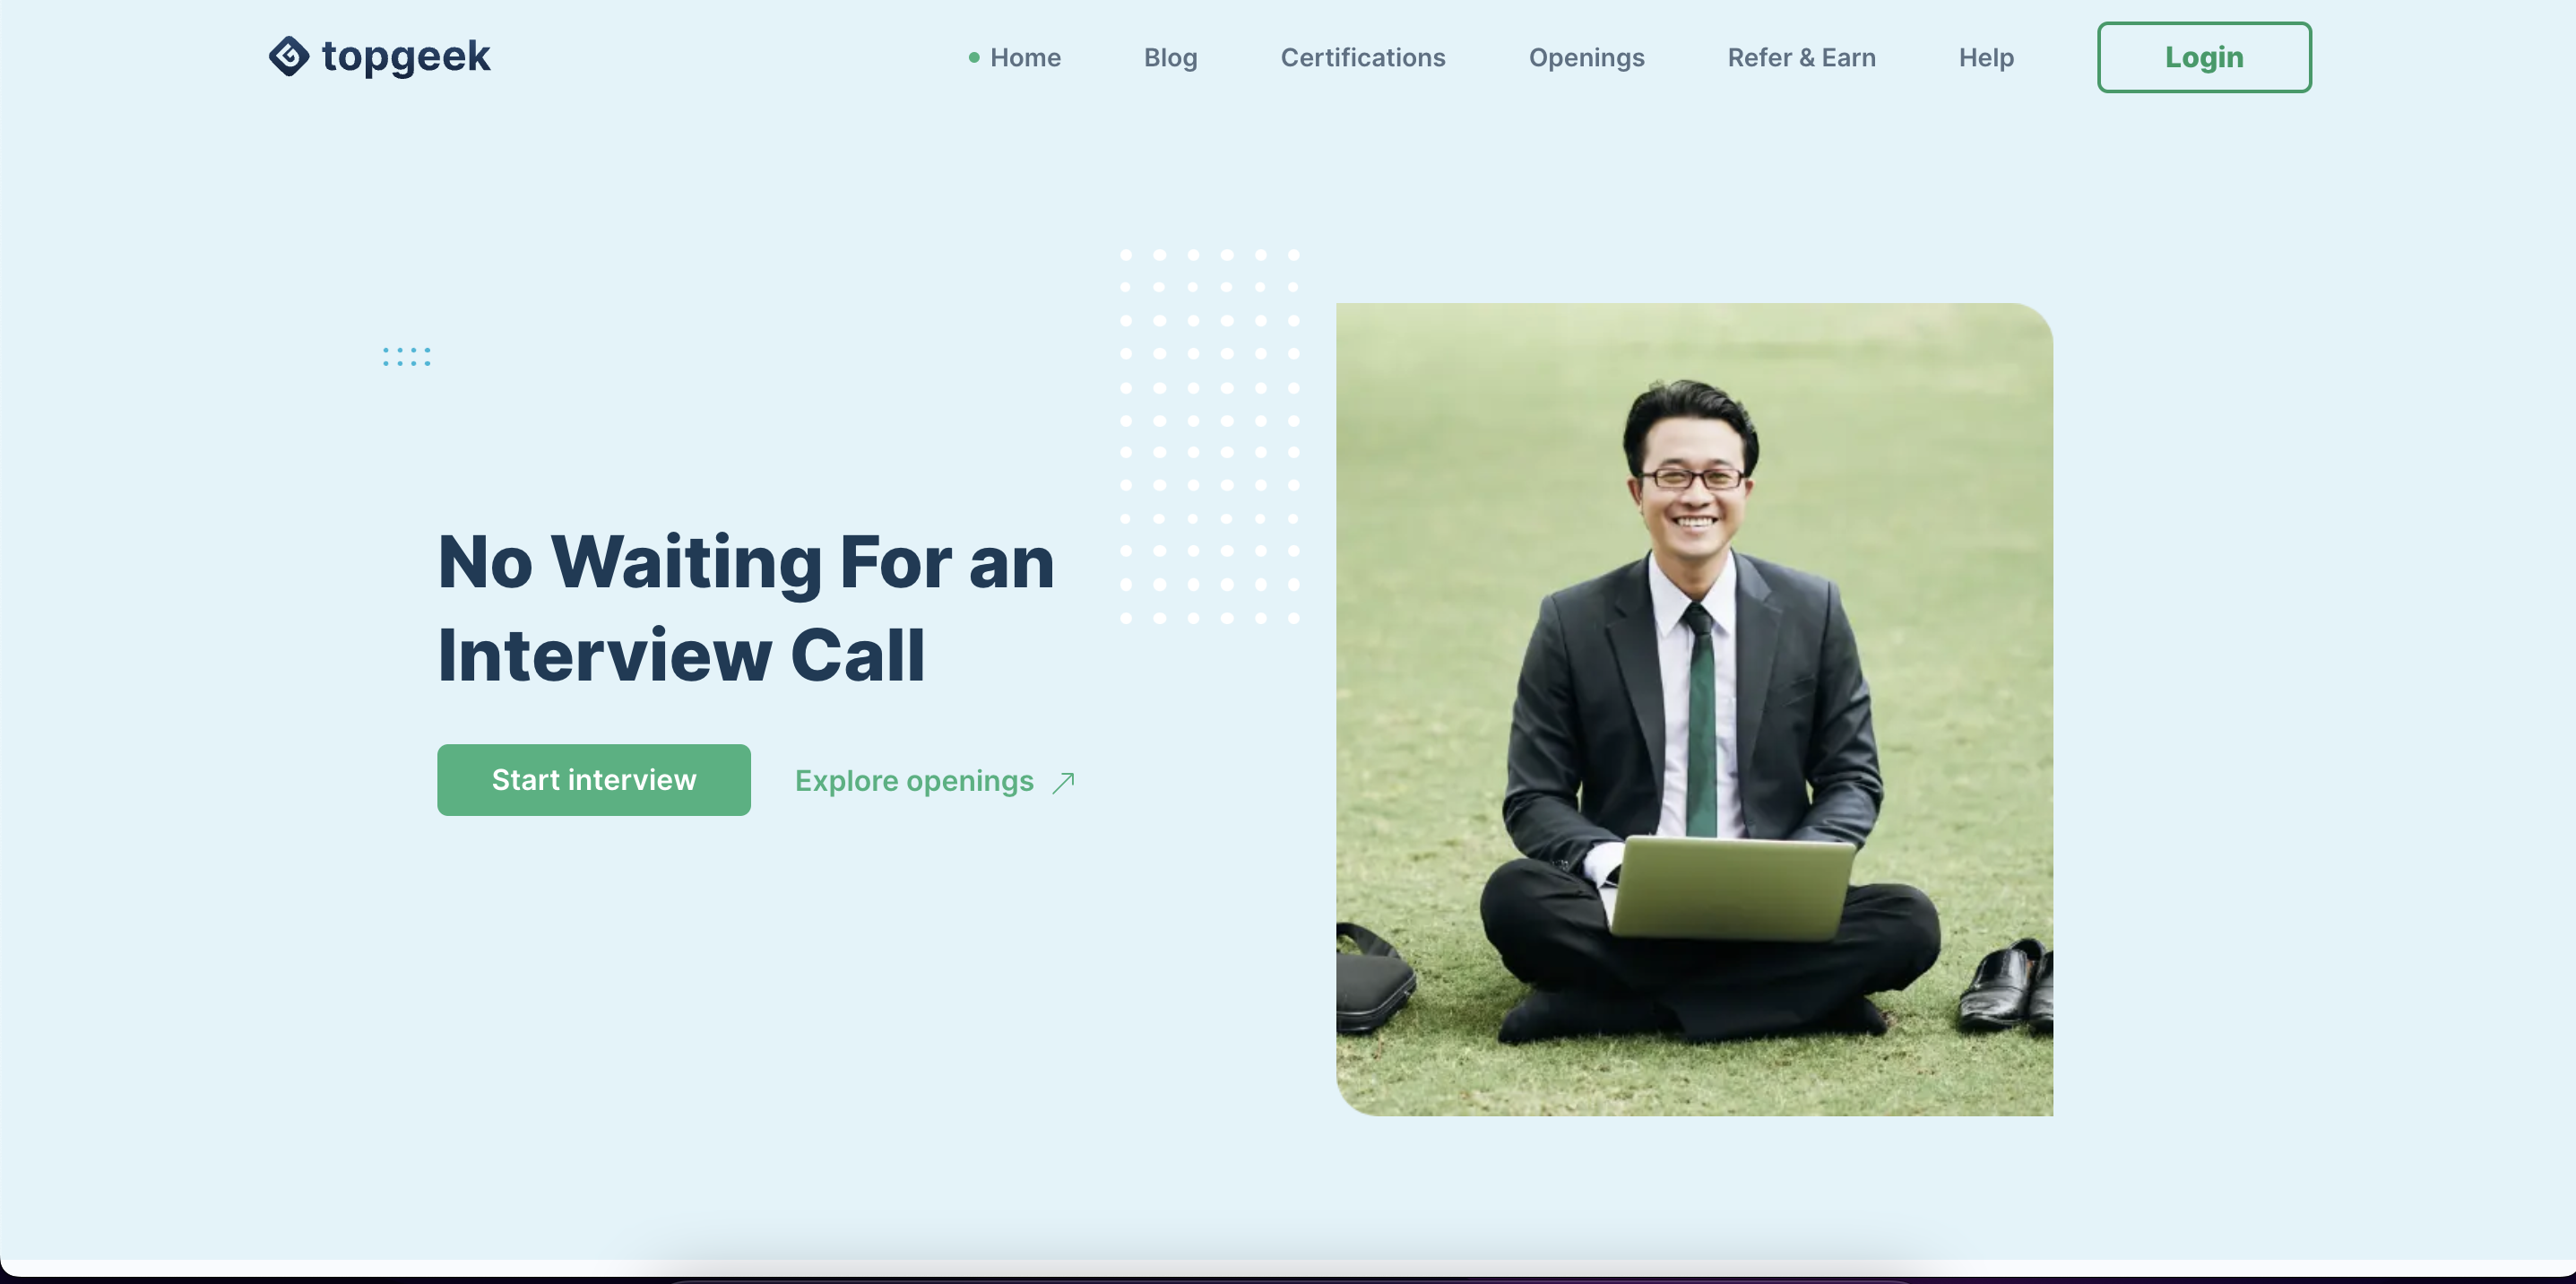 topgeek
Home
Blog
Certifications
Openings
Refer & Earn
Help
Login
No Waiting For an
Interview Call
Start interview
Explore openings